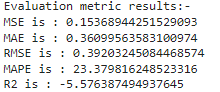 Evaluation metric results:-
MSE is : 0.15368944251529093
MAE is : 0.36099563583100974
RMSE is : 0.39203245084468574
MAPE is : 23.379816248523316
R2 is : -5.576387494937645